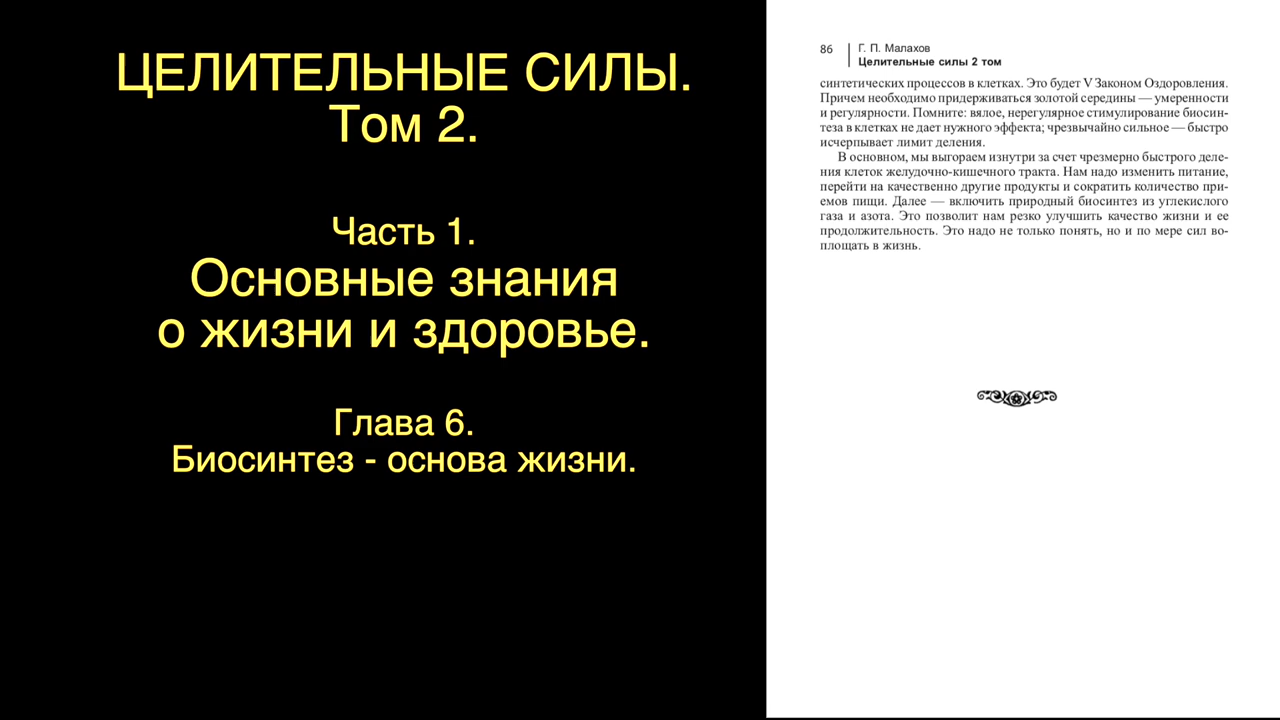 ЦЕЛИТЕЛЬНЫЕ СИЛЫ.
Том 2.
Часть 1.
Основные знания
о жизни и здоровье.
Глава 6.
Биосинтез - основа жизни.
86
Г. П. Малахов
Целительные силы 2 том
синтетических процессов в клетках. Это будет V Законом Оздоровления.
Причем необходимо придерживаться золотой середины — умеренности
и регулярности. Помните: вялое, нерегулярное стимулирование биосин-
теза в клетках не дает нужного эффекта; чрезвычайно сильное — быстро
исчерпывает лимит деления.
В основном, мы выгораем изнутри за счет чрезмерно быстрого деле-
ния клеток желудочно-кишечного тракта. Нам надо изменить питание,
перейти на качественно другие продукты и сократить количество при-
емов пищи. Далее — включить природный биосинтез из углекислого
газа и азота. Это позволит нам резко улучшить качество жизни и ее
продолжительность. Это надо не только понять, но и по мере сил во-
площать в жизнь.